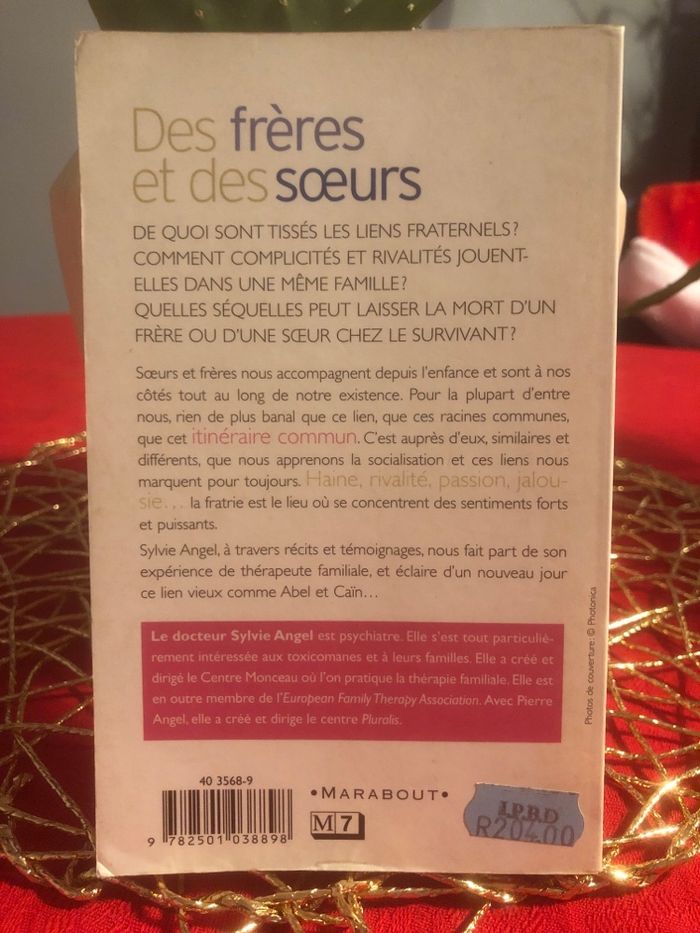 Des frères
et des sœurs
DE QUOI SONT TISSÉS LES LIENS FRATERNELS ?
COMMENT COMPLICITÉS ET RIVALITÉS JOUENT-
ELLES DANS UNE MÊME FAMILLE ?
QUELLES SÉQUELLES PEUT LAISSER LA MORT D'UN
FRÈRE OU D'UNE SŒUR CHEZ LE SURVIVANT ?
Sœurs et frères nous accompagnent depuis l'enfance et sont à nos
côtés tout au long de notre existence. Pour la plupart d'entre
nous, rien de plus banal que ce lien, que ces racines communes,
que cet itinéraire commun. C'est auprès d'eux, similaires et
différents, que nous apprenons la socialisation et ces liens nous
marquent pour toujours. Haine, rivalité, passion, jalou-
sie... la fratrie est le lieu où se concentrent des sentiments forts
et puissants.
Sylvie Angel, à travers récits et témoignages, nous fait part de son
expérience de thérapeute familiale, et éclaire d'un nouveau jour
ce lien vieux comme Abel et Caïn...
Le docteur Sylvie Angel est psychiatre. Elle s'est tout particuliè-
rement intéressée aux toxicomanes et à leurs familles. Elle a créé et
dirigé le Centre Monceau où l'on pratique la thérapie familiale. Elle est
en outre membre de l'European Family Therapy Association. Avec Pierre
Angel, elle a créé et dirige le centre Pluralis.
Photos de couverture : © Photonica
40 3568-9
9 782501 038898
• MARABOUT •
M 7
I.P.B.D
R204.00